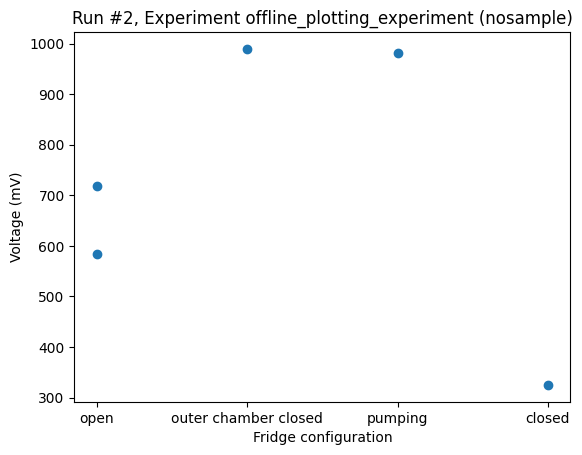 Run #2, Experiment offline_plotting_experiment (nosample)
1000
900
800
700
600
500
400
300
Voltage (mV)
open
outer chamber closed
pumping
closed
Fridge configuration